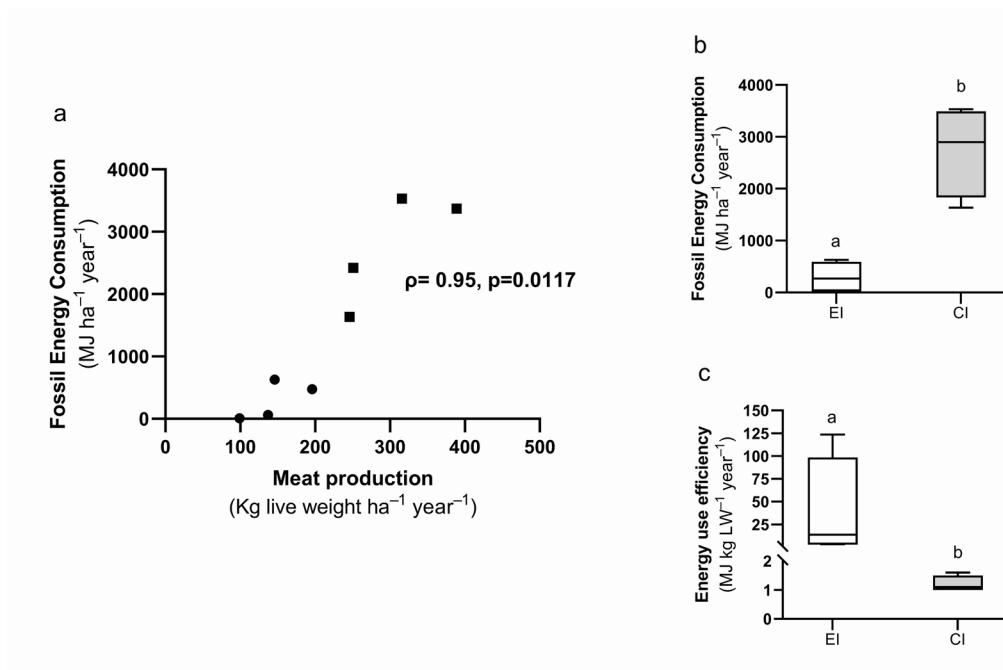 a
Fossil Energy Consumption
(MJ ha⁻¹ year⁻¹)
4000
3000
2000
1000
0
ρ= 0.95, p=0.0117
0 100 200 300 400 500
Meat production
(Kg live weight ha⁻¹ year⁻¹)
b
Fossil Energy Consumption
(MJ ha⁻¹ year⁻¹)
4000
3000
2000
1000
0
a
b
EI CI
c
Energy use efficiency
(MJ kg LW⁻¹ year⁻¹)
150
125
100
75
50
25
2
1
0
a
b
EI CI